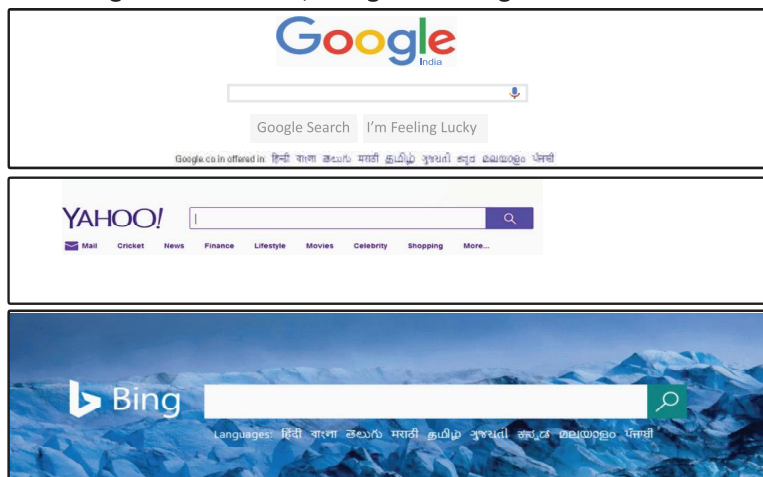 Google
India
Google Search I'm Feeling Lucky
Google.co.in offered in: हिन्दी বাংলা తెలుగు मराठी தமிழ் ગુજરાતી ಕನ್ನಡ മലയാളം ਪੰਜਾਬੀ
YAHOO!
Mail Cricket News Finance Lifestyle Movies Celebrity Shopping More...
Bing
Languages: हिंदी বাংলা తెలుగు मराठी தமிழ் ગુજરાતી ಕನ್ನಡ മലയാളം ਪੰਜਾਬੀ